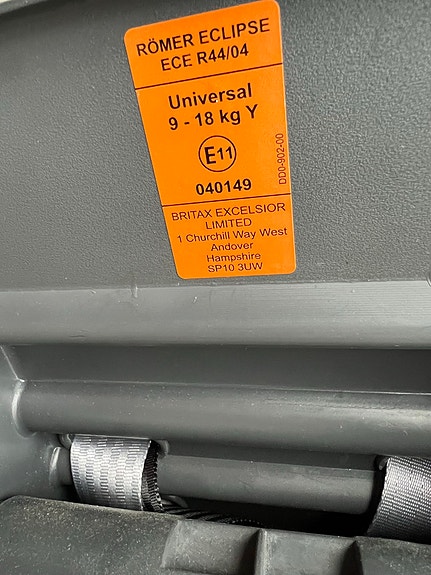 RÖMER ECLIPSE
ECE R44/04
Universal
9 - 18 kg Y
E11
040149
DD0-902-00
BRITAX EXCELSIOR
LIMITED
1 Churchill Way West
Andover
Hampshire
SP10 3UW